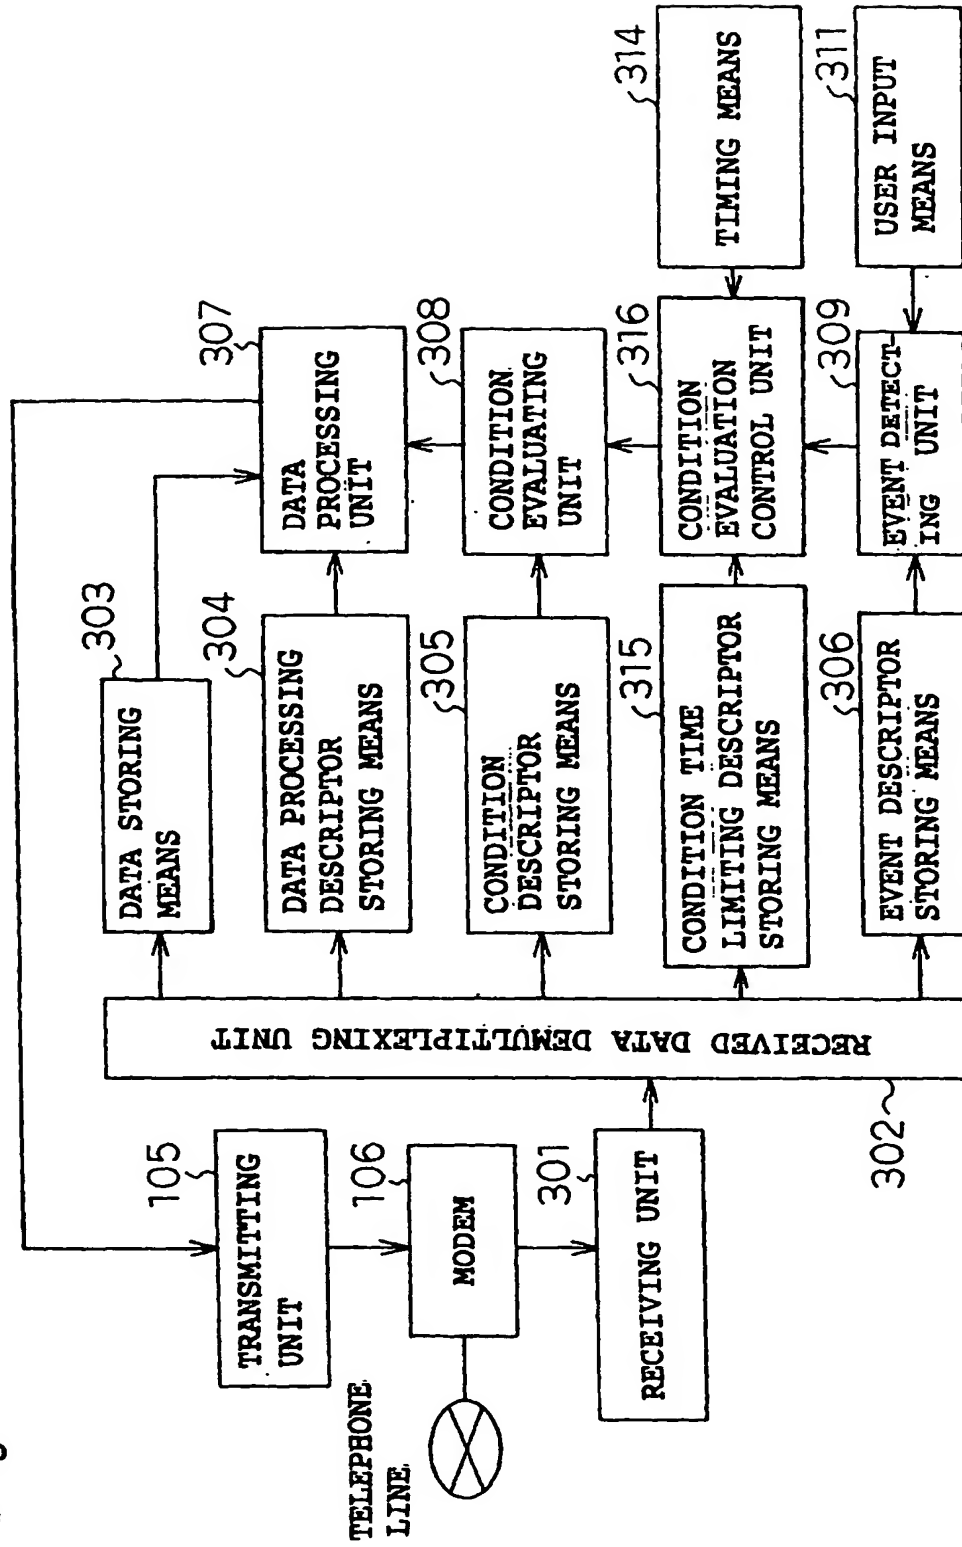 TELEPHONE
LINE
105
TRANSMITTING
UNIT
106
MODEM
301
RECEIVING UNIT
302
RECEIVED DATA DEMULTIPLEXING UNIT
303
DATA STORING
MEANS
304
DATA PROCESSING
DESCRIPTOR
STORING MEANS
305
CONDITION
DESCRIPTOR
STORING MEANS
315
CONDITION TIME
LIMITING DESCRIPTOR
STORING MEANS
306
EVENT DESCRIPTOR
STORING MEANS
307
DATA
PROCESSING
UNIT
308
CONDITION
EVALUATING
UNIT
316
CONDITION
EVALUATION
CONTROL UNIT
309
EVENT DETECT-
ING UNIT
314
TIMING MEANS
311
USER INPUT
MEANS